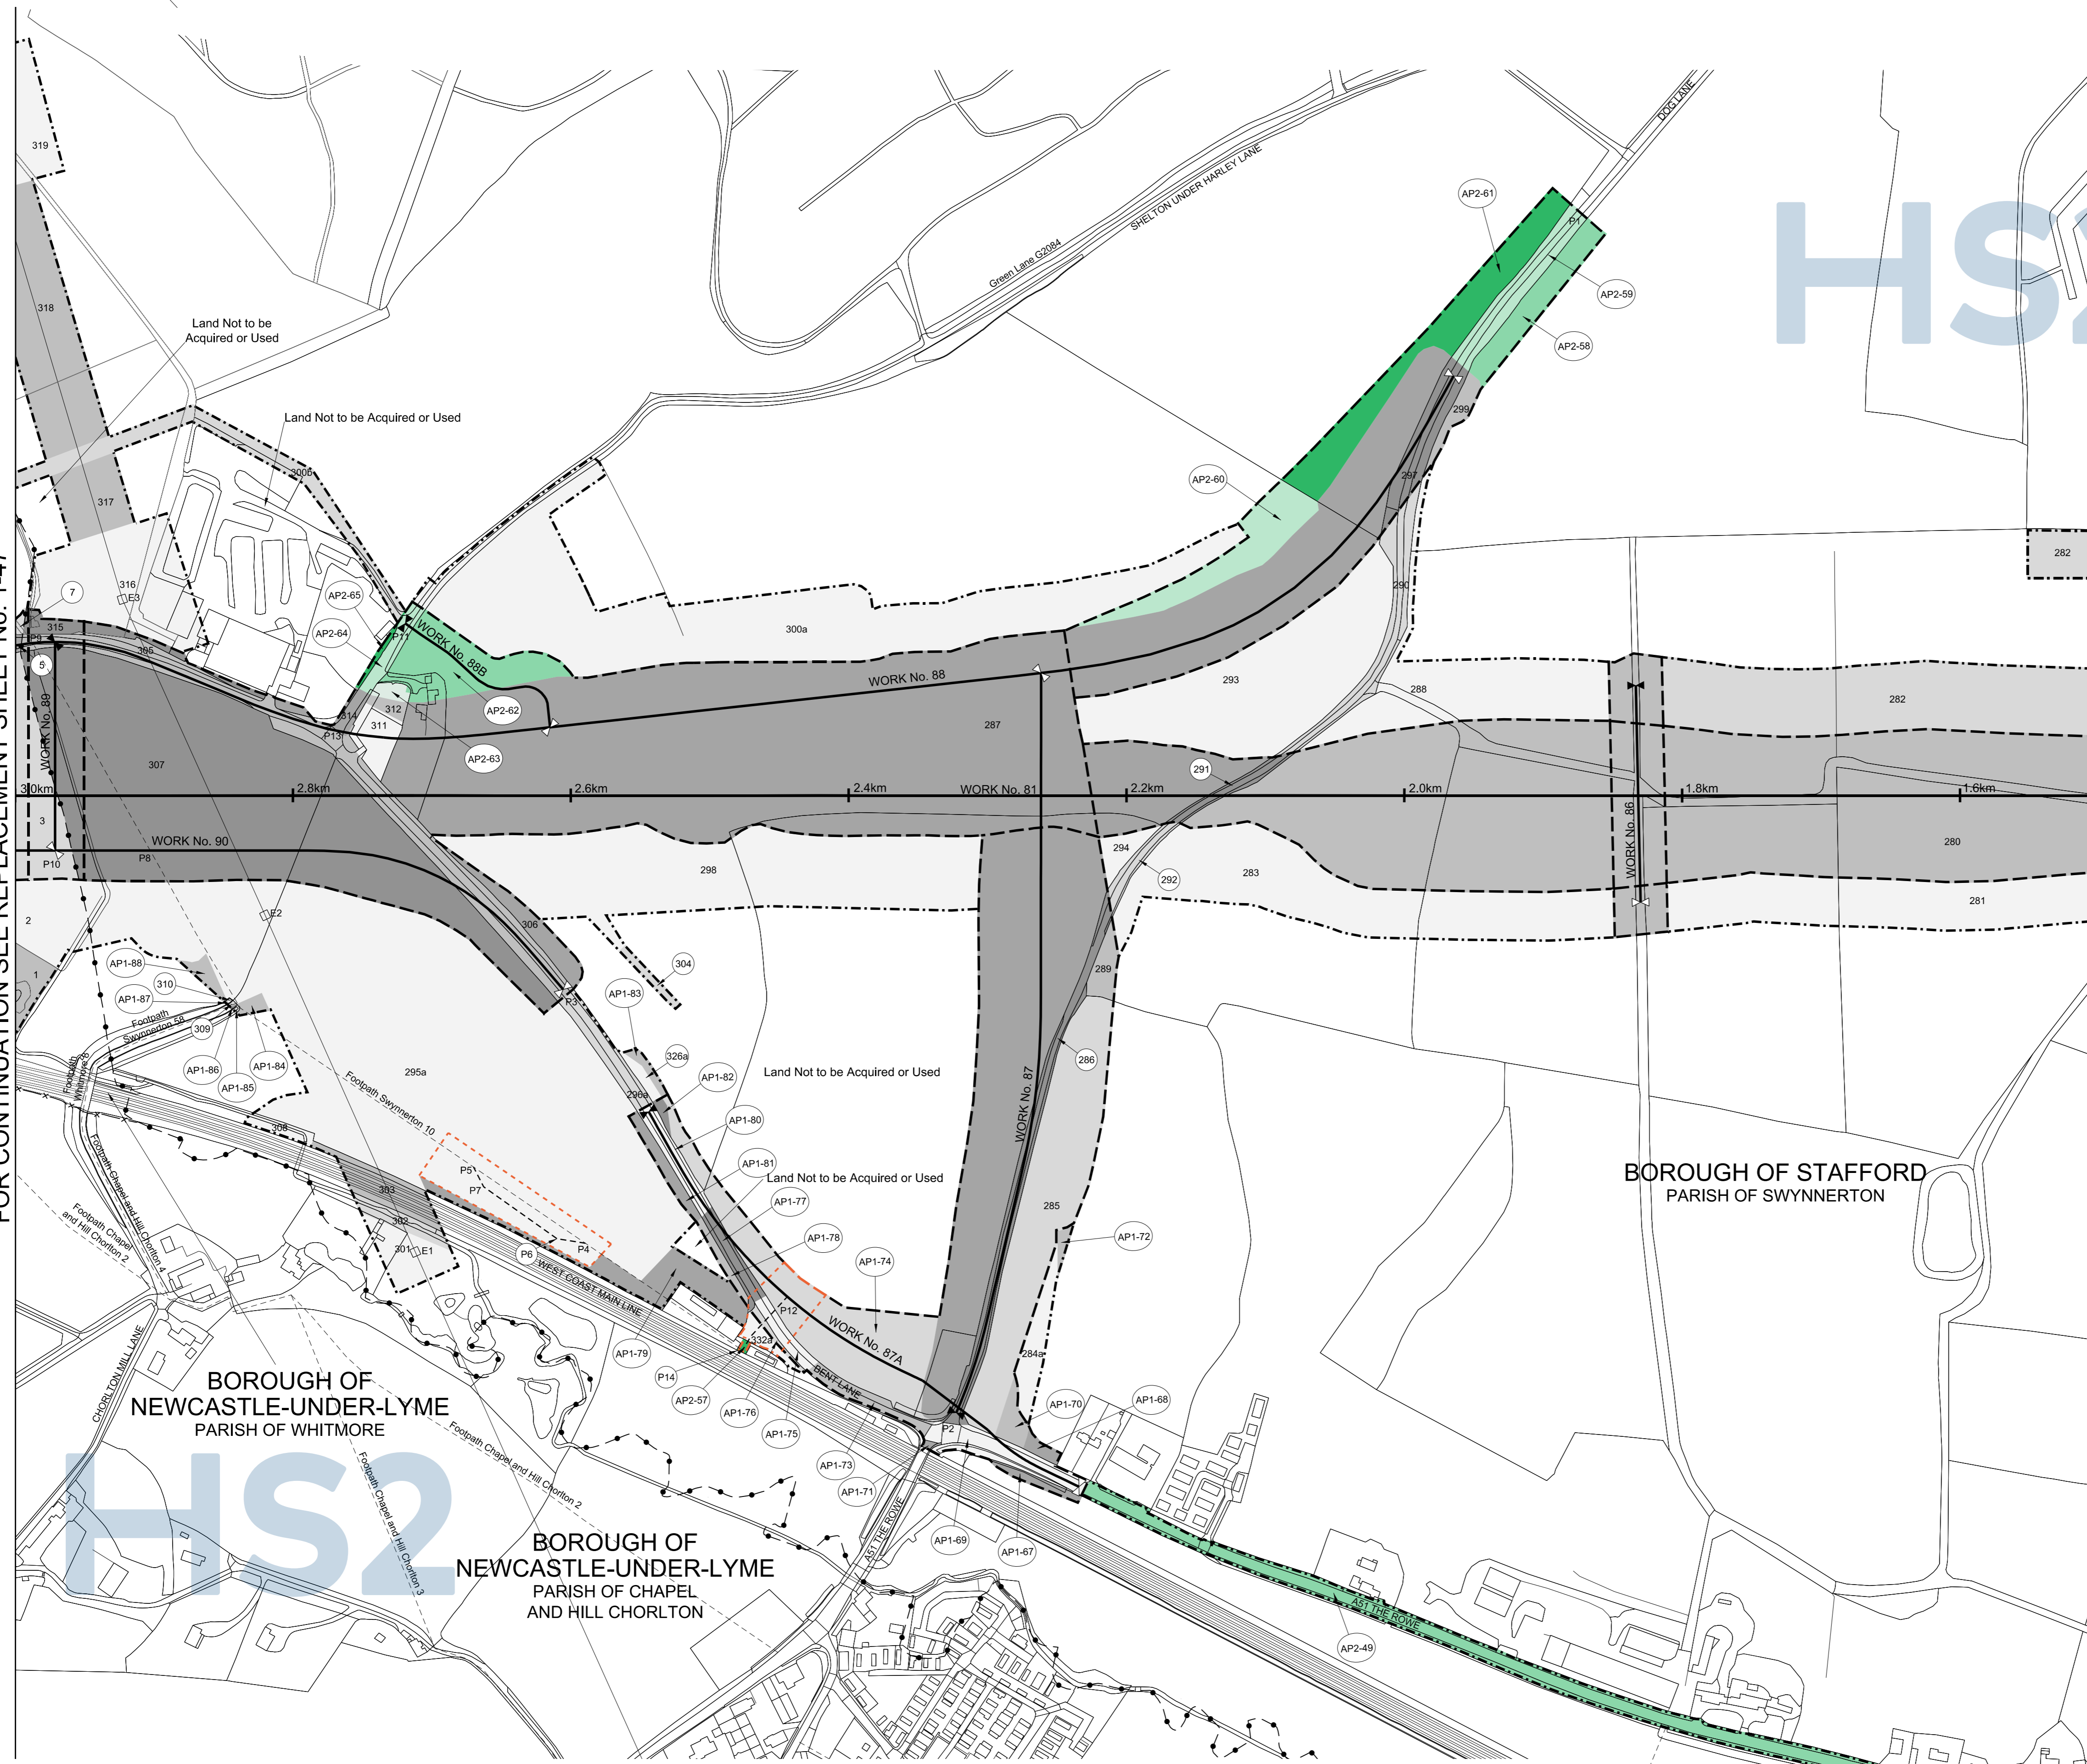 FOR CONTINUATION SEE REPLACEMENT SHEET No. 1-47
DOG LANE
319
SHELTON UNDER HARLEY LANE
AP2-61
P1
HS2
Green Lane G2084
AP2-59
318
Land Not to be
Acquired or Used
AP2-58
299
Land Not to be Acquired or Used
300b
297
AP2-60
317
282
316
E3
290
7
AP2-65
315
P9
AP2-64
P11
WORK No. 88B
300a
305
5
WORK No. 88
293
288
282
312
AP2-62
314
311
P13
287
WORK No. 89
AP2-63
307
291
3.0km
2.8km
2.6km
2.4km
WORK No. 81
2.2km
2.0km
1.8km
1.6km
3
WORK No. 90
WORK No. 86
P10
P8
298
294
283
280
292
281
2
E2
306
AP1-88
304
289
1
310
AP1-87
AP1-83
P3
Footpath
Swynnerton 58
309
326a
286
AP1-86
AP1-84
AP1-85
Footpath
Whitmore 8
295a
Land Not to be Acquired or Used
AP1-82
296a
Footpath Swynnerton 10
WORK No. 87
AP1-80
308
AP1-81
P5
Land Not to be Acquired or Used
BOROUGH OF STAFFORD
PARISH OF SWYNNERTON
303
P7
AP1-77
285
Footpath Chapel and Hill Chorlton 4
Footpath Chapel
and Hill Chorlton 2
302
301
E1
AP1-78
AP1-72
P6
P4
AP1-74
WEST COAST MAIN LINE
P12
WORK No. 87A
332a
AP1-79
284a
P14
BENT LANE
AP2-57
AP1-76
AP1-75
AP1-70
AP1-68
CHORLTON MILL LANE
BOROUGH OF
NEWCASTLE-UNDER-LYME
PARISH OF WHITMORE
P2
AP1-73
AP1-71
Footpath Chapel and Hill Chorlton 2
Footpath Chapel and Hill Chorlton 3
HS2
A51 THE ROWE
AP1-69
AP1-67
BOROUGH OF
NEWCASTLE-UNDER-LYME
PARISH OF CHAPEL
AND HILL CHORLTON
A51 THE ROWE
AP2-49